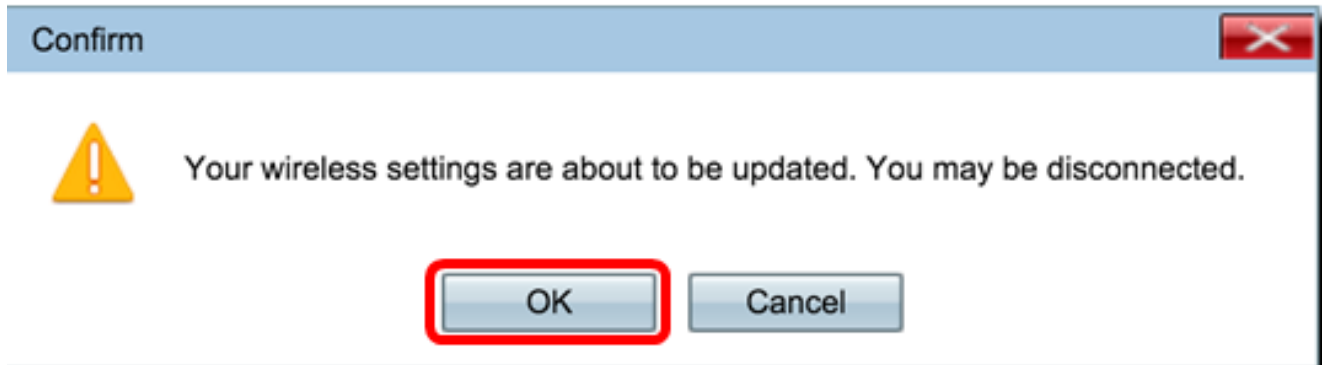 Confirm
Your wireless settings are about to be updated. You may be disconnected.
OK
Cancel